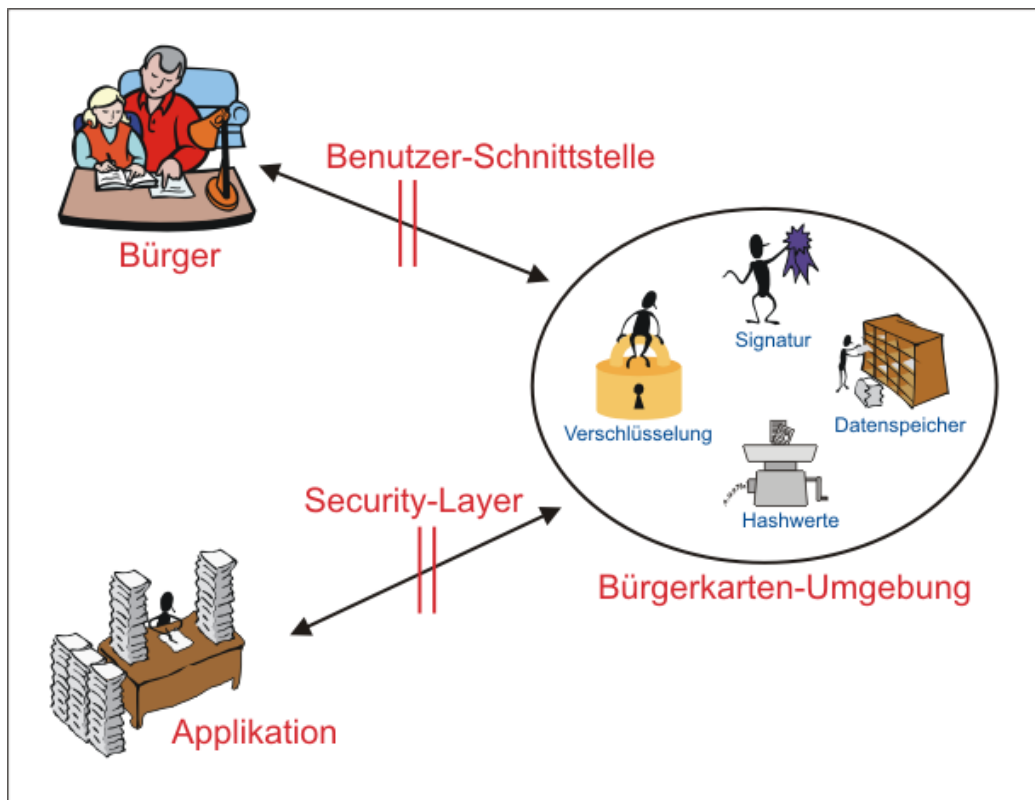 Benutzer-Schnittstelle
Bürger
Signatur
Verschlüsselung
Datenspeicher
Hashwerte
Security-Layer
Bürgerkarten-Umgebung
Applikation